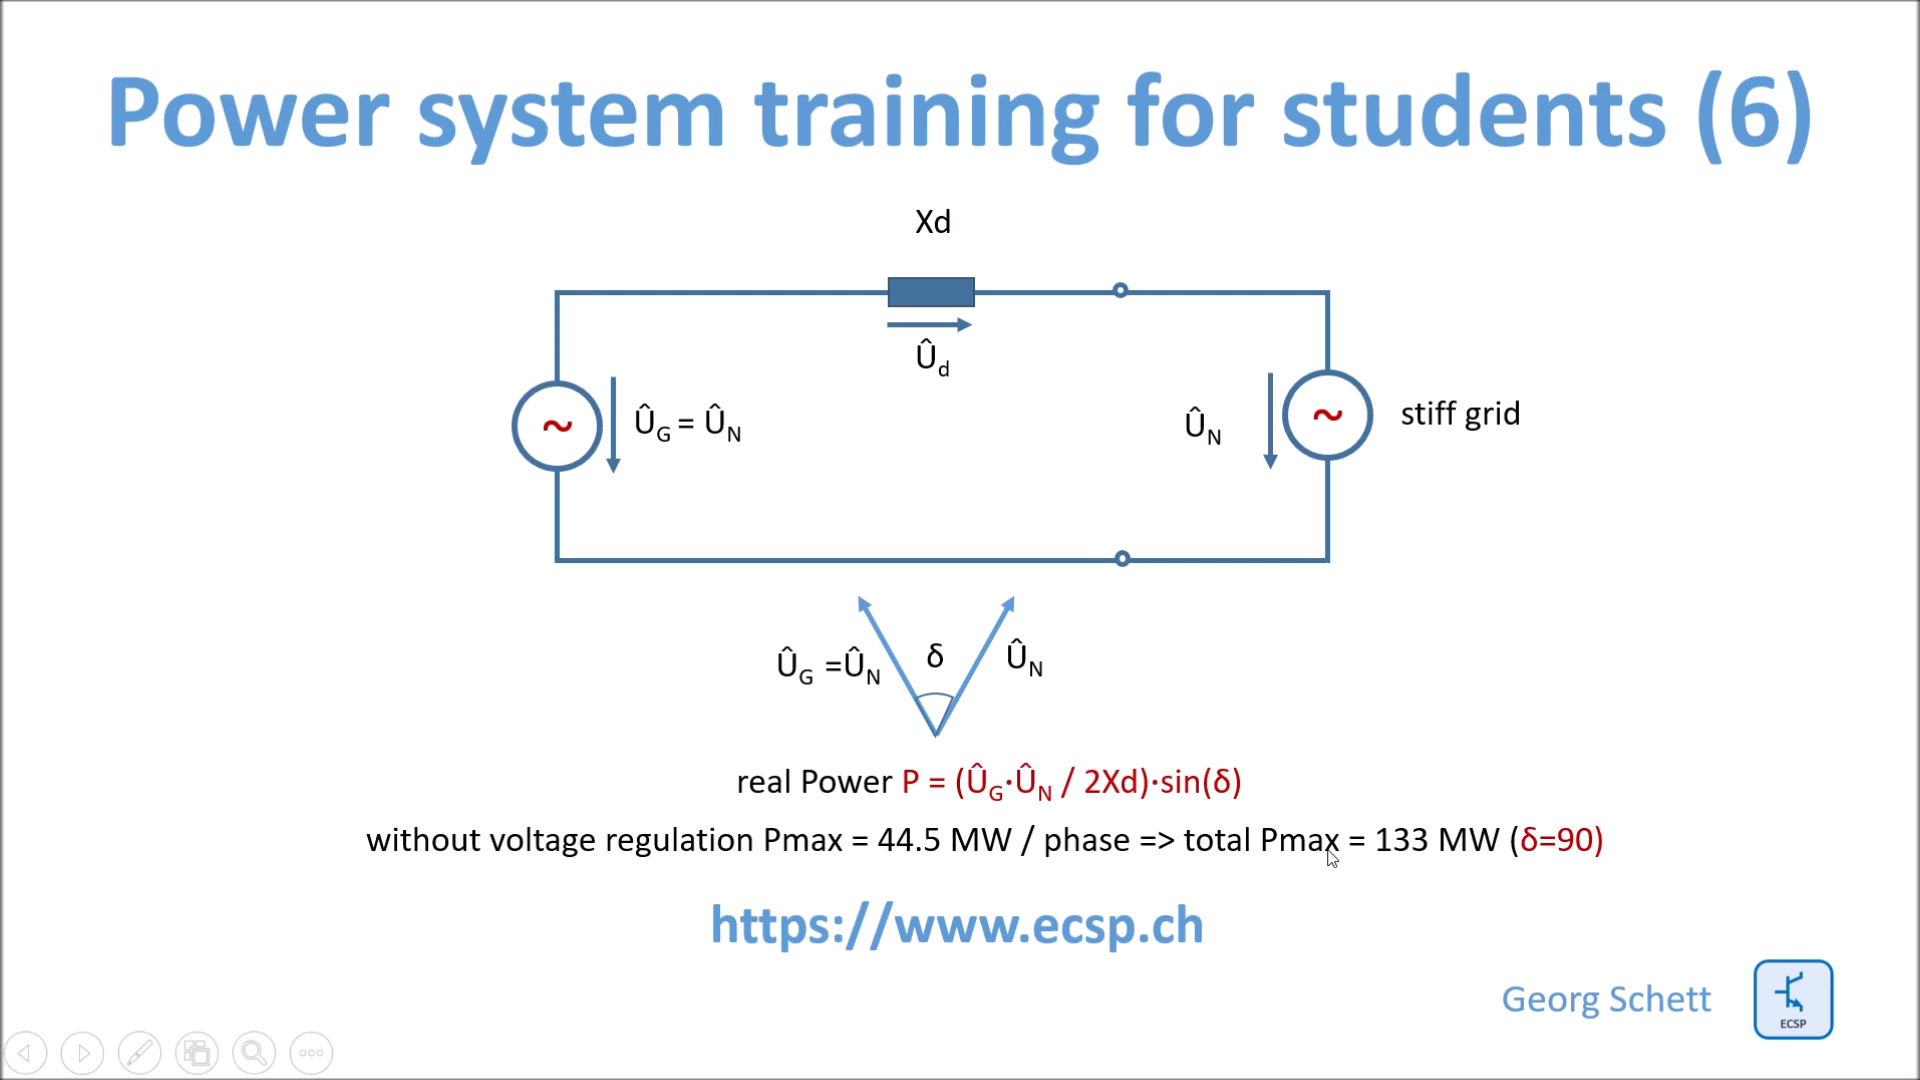 Power system training for students (6)
Xd
Û_d
~
Û_G = Û_N
Û_N
~
stiff grid
Û_G =Û_N
δ
Û_N
real Power P = (Û_G·Û_N / 2Xd)·sin(δ)
without voltage regulation Pmax = 44.5 MW / phase => total Pmax = 133 MW (δ=90)
https://www.ecsp.ch
Georg Schett
ECSP